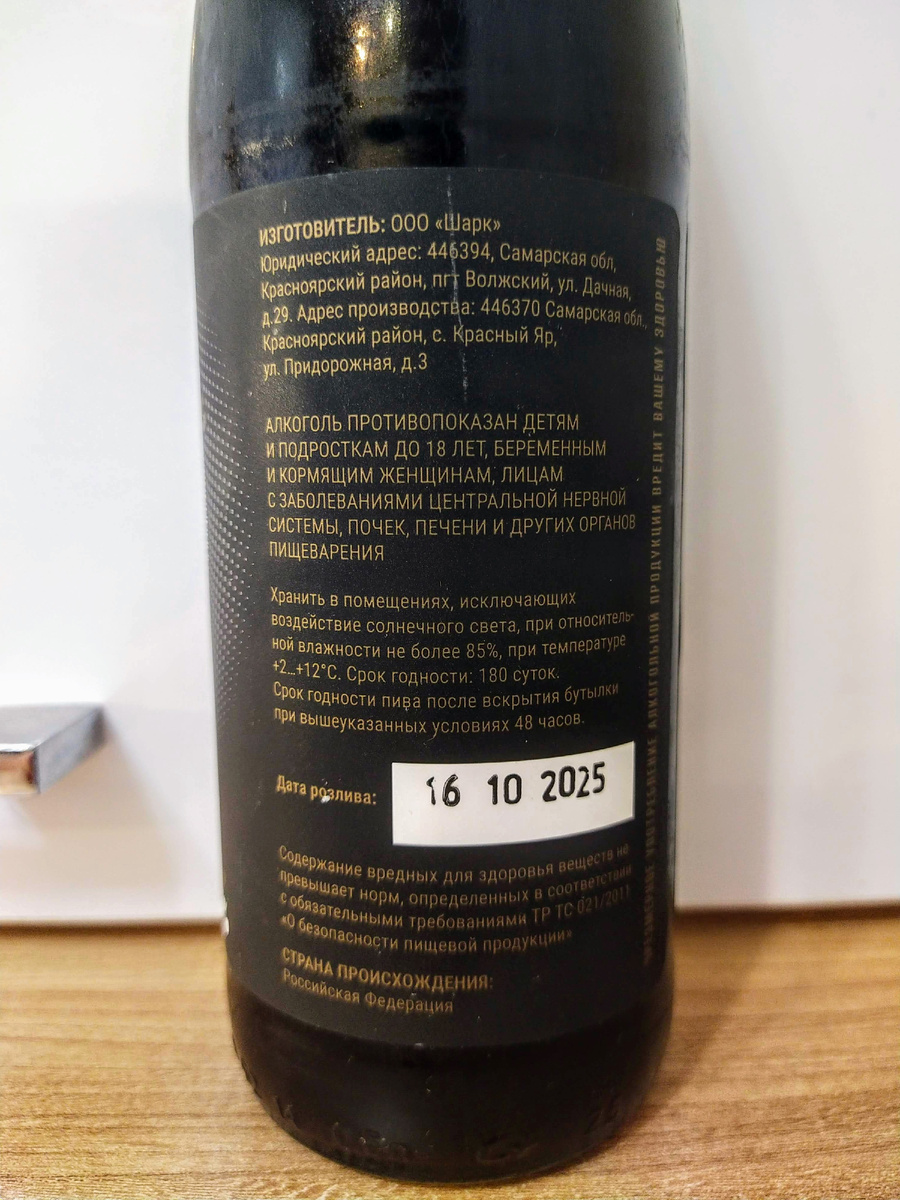 ИЗГОТОВИТЕЛЬ: ООО «Шарк»
Юридический адрес: 446394, Самарская обл,
Красноярский район, пгт Волжский, ул. Дачная,
д.29. Адрес производства: 446370 Самарская обл.,
Красноярский район, с. Красный Яр,
ул. Придорожная, д.3
АЛКОГОЛЬ ПРОТИВОПОКАЗАН ДЕТЯМ
И ПОДРОСТКАМ ДО 18 ЛЕТ, БЕРЕМЕННЫМ
И КОРМЯЩИМ ЖЕНЩИНАМ, ЛИЦАМ
С ЗАБОЛЕВАНИЯМИ ЦЕНТРАЛЬНОЙ НЕРВНОЙ
СИСТЕМЫ, ПОЧЕК, ПЕЧЕНИ И ДРУГИХ ОРГАНОВ
ПИЩЕВАРЕНИЯ
Хранить в помещениях, исключающих
воздействие солнечного света, при относитель-
ной влажности не более 85%, при температуре
+2…+12°С. Срок годности: 180 суток.
Срок годности пива после вскрытия бутылки
при вышеуказанных условиях 48 часов.
Дата розлива: 16 10 2025
Содержание вредных для здоровья веществ не
превышает норм, определенных в соответствии
с обязательными требованиями ТР ТС 021/2011
«О безопасности пищевой продукции»
СТРАНА ПРОИСХОЖДЕНИЯ:
Российская Федерация
ЧРЕЗМЕРНОЕ УПОТРЕБЛЕНИЕ АЛКОГОЛЬНОЙ ПРОДУКЦИИ ВРЕДИТ ВАШЕМУ ЗДОРОВЬЮ